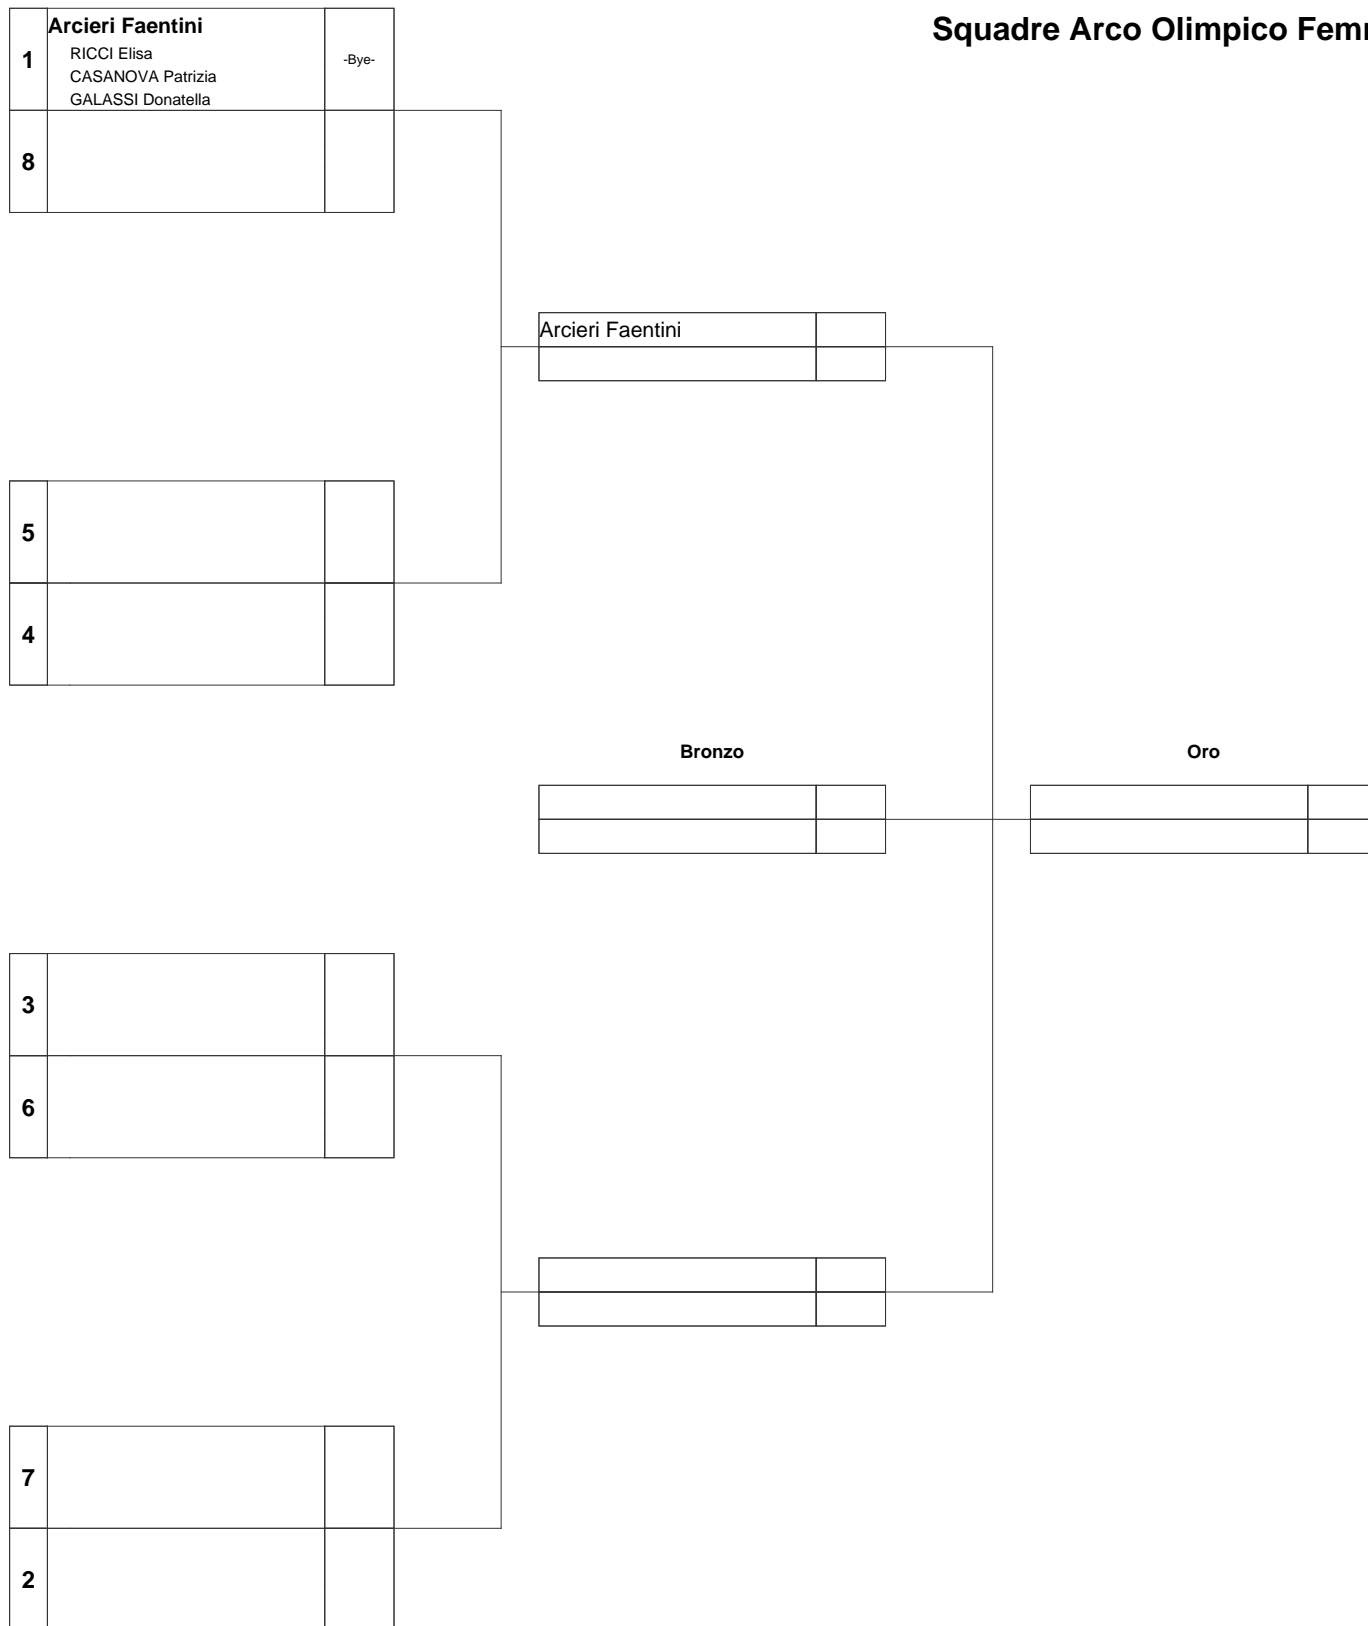 Squadre Arco Olimpico
1
Arcieri Faentini
RICCI Elisa
CASANOVA Patrizia
GALASSI Donatella
-Bye-
8
Arcieri Faentini
5
4
Bronzo
Oro
3
6
7
2